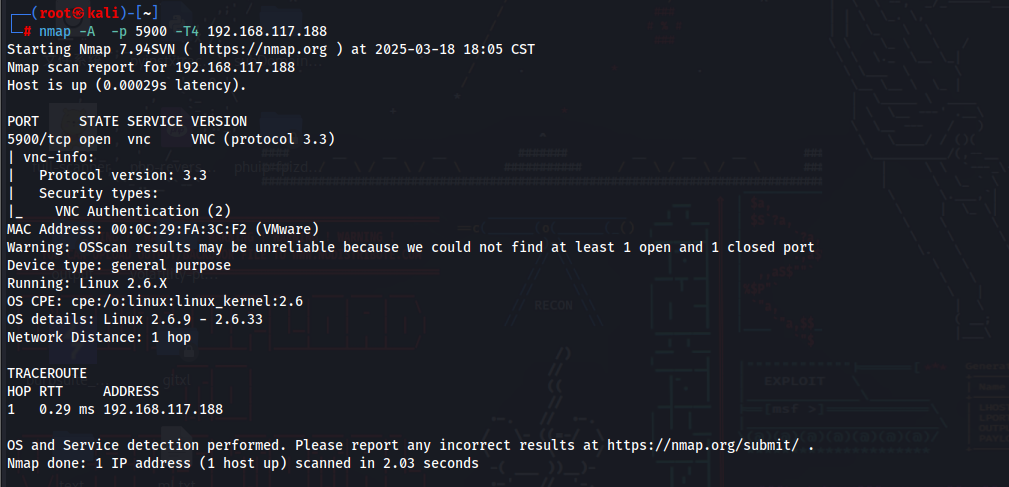 ┌──(root㉿kali)-[~]
└─# nmap -A  -p 5900 -T4 192.168.117.188
Starting Nmap 7.94SVN ( https://nmap.org ) at 2025-03-18 18:05 CST
Nmap scan report for 192.168.117.188
Host is up (0.00029s latency).

PORT     STATE SERVICE VERSION
5900/tcp open  vnc     VNC (protocol 3.3)
| vnc-info:
|   Protocol version: 3.3
|   Security types:
|_    VNC Authentication (2)
MAC Address: 00:0C:29:FA:3C:F2 (VMware)
Warning: OSScan results may be unreliable because we could not find at least 1 open and 1 closed port
Device type: general purpose
Running: Linux 2.6.X
OS CPE: cpe:/o:linux:linux_kernel:2.6
OS details: Linux 2.6.9 - 2.6.33
Network Distance: 1 hop

TRACEROUTE
HOP RTT     ADDRESS
1   0.29 ms 192.168.117.188

OS and Service detection performed. Please report any incorrect results at https://nmap.org/submit/ .
Nmap done: 1 IP address (1 host up) scanned in 2.03 seconds
RECON
EXPLOIT
[msf >]